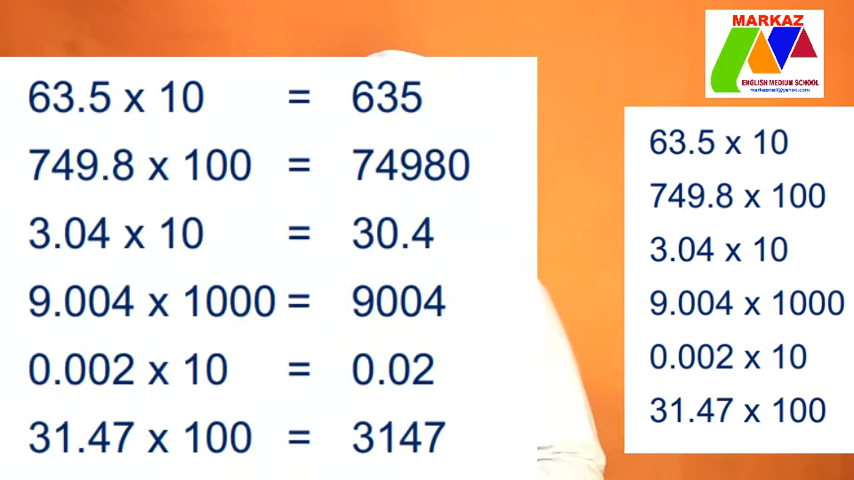 63.5 x 10 = 635
749.8 x 100 = 74980
3.04 x 10 = 30.4
9.004 x 1000 = 9004
0.002 x 10 = 0.02
31.47 x 100 = 3147
MARKAZ
ENGLISH MEDIUM SCHOOL
63.5 x 10
749.8 x 100
3.04 x 10
9.004 x 1000
0.002 x 10
31.47 x 100